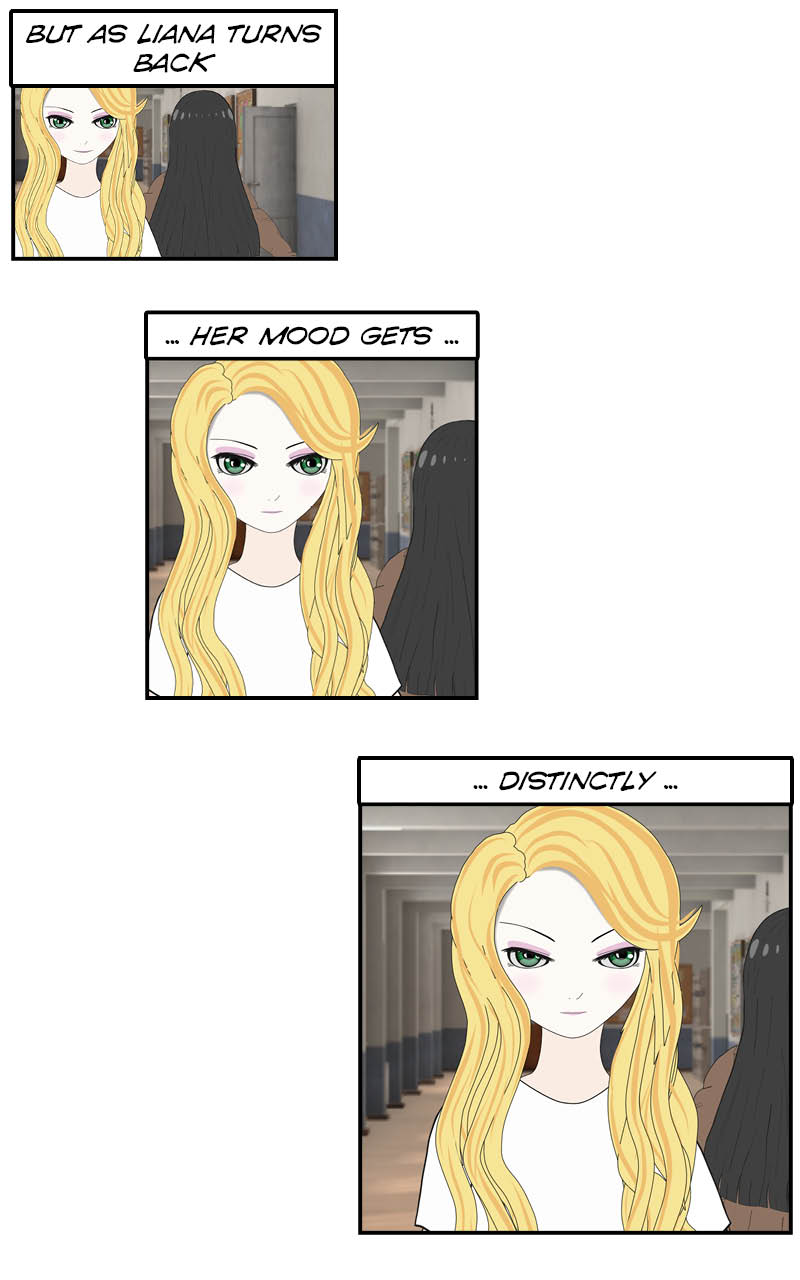 BUT AS LIANA TURNS
BACK
... HER MOOD GETS ...
... DISTINCTLY ...